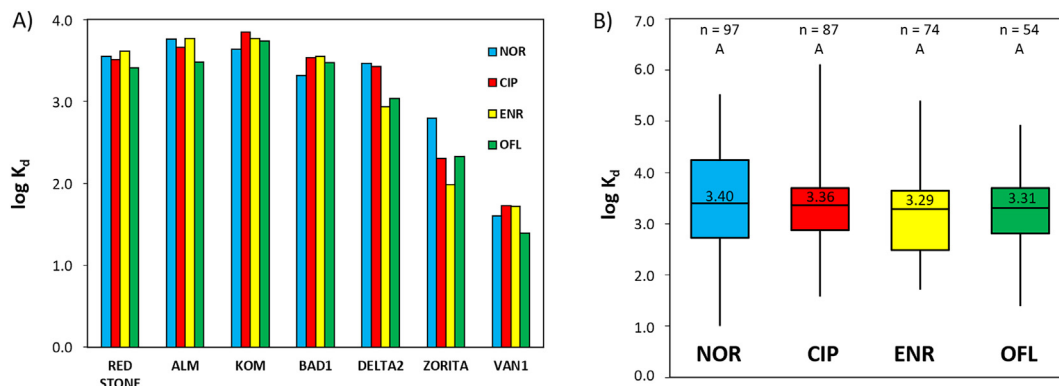 A)
4.0
3.0
2.0
1.0
0.0
log Kd
NOR
CIP
ENR
OFL
RED STONE
ALM
KOM
BAD1
DELTA2
ZORITA
VAN1
B)
7.0
6.0
5.0
4.0
3.0
2.0
1.0
0.0
log Kd
n = 97
n = 87
n = 74
n = 54
A
A
A
A
3.40
3.36
3.29
3.31
NOR
CIP
ENR
OFL